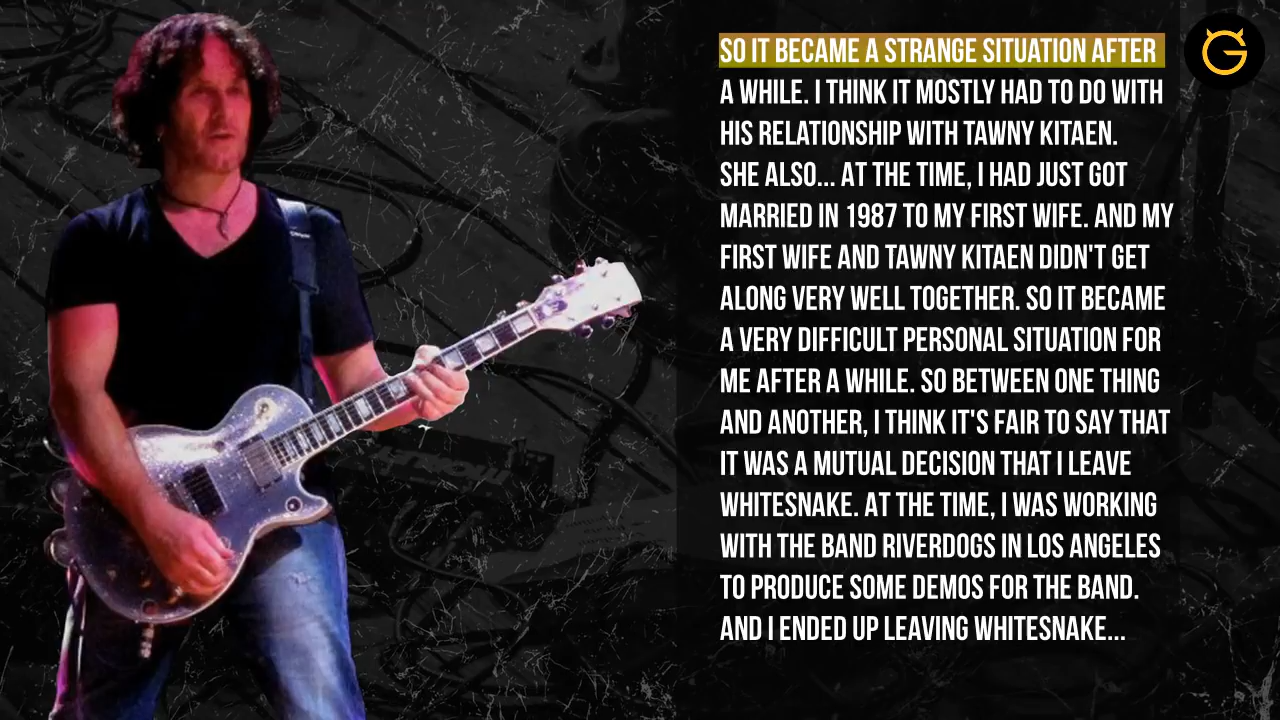 SO IT BECAME A STRANGE SITUATION AFTER
A WHILE. I THINK IT MOSTLY HAD TO DO WITH
HIS RELATIONSHIP WITH TAWNY KITAEN.
SHE ALSO... AT THE TIME, I HAD JUST GOT
MARRIED IN 1987 TO MY FIRST WIFE. AND MY
FIRST WIFE AND TAWNY KITAEN DIDN'T GET
ALONG VERY WELL TOGETHER. SO IT BECAME
A VERY DIFFICULT PERSONAL SITUATION FOR
ME AFTER A WHILE. SO BETWEEN ONE THING
AND ANOTHER, I THINK IT'S FAIR TO SAY THAT
IT WAS A MUTUAL DECISION THAT I LEAVE
WHITESNAKE. AT THE TIME, I WAS WORKING
WITH THE BAND RIVERDOGS IN LOS ANGELES
TO PRODUCE SOME DEMOS FOR THE BAND.
AND I ENDED UP LEAVING WHITESNAKE...